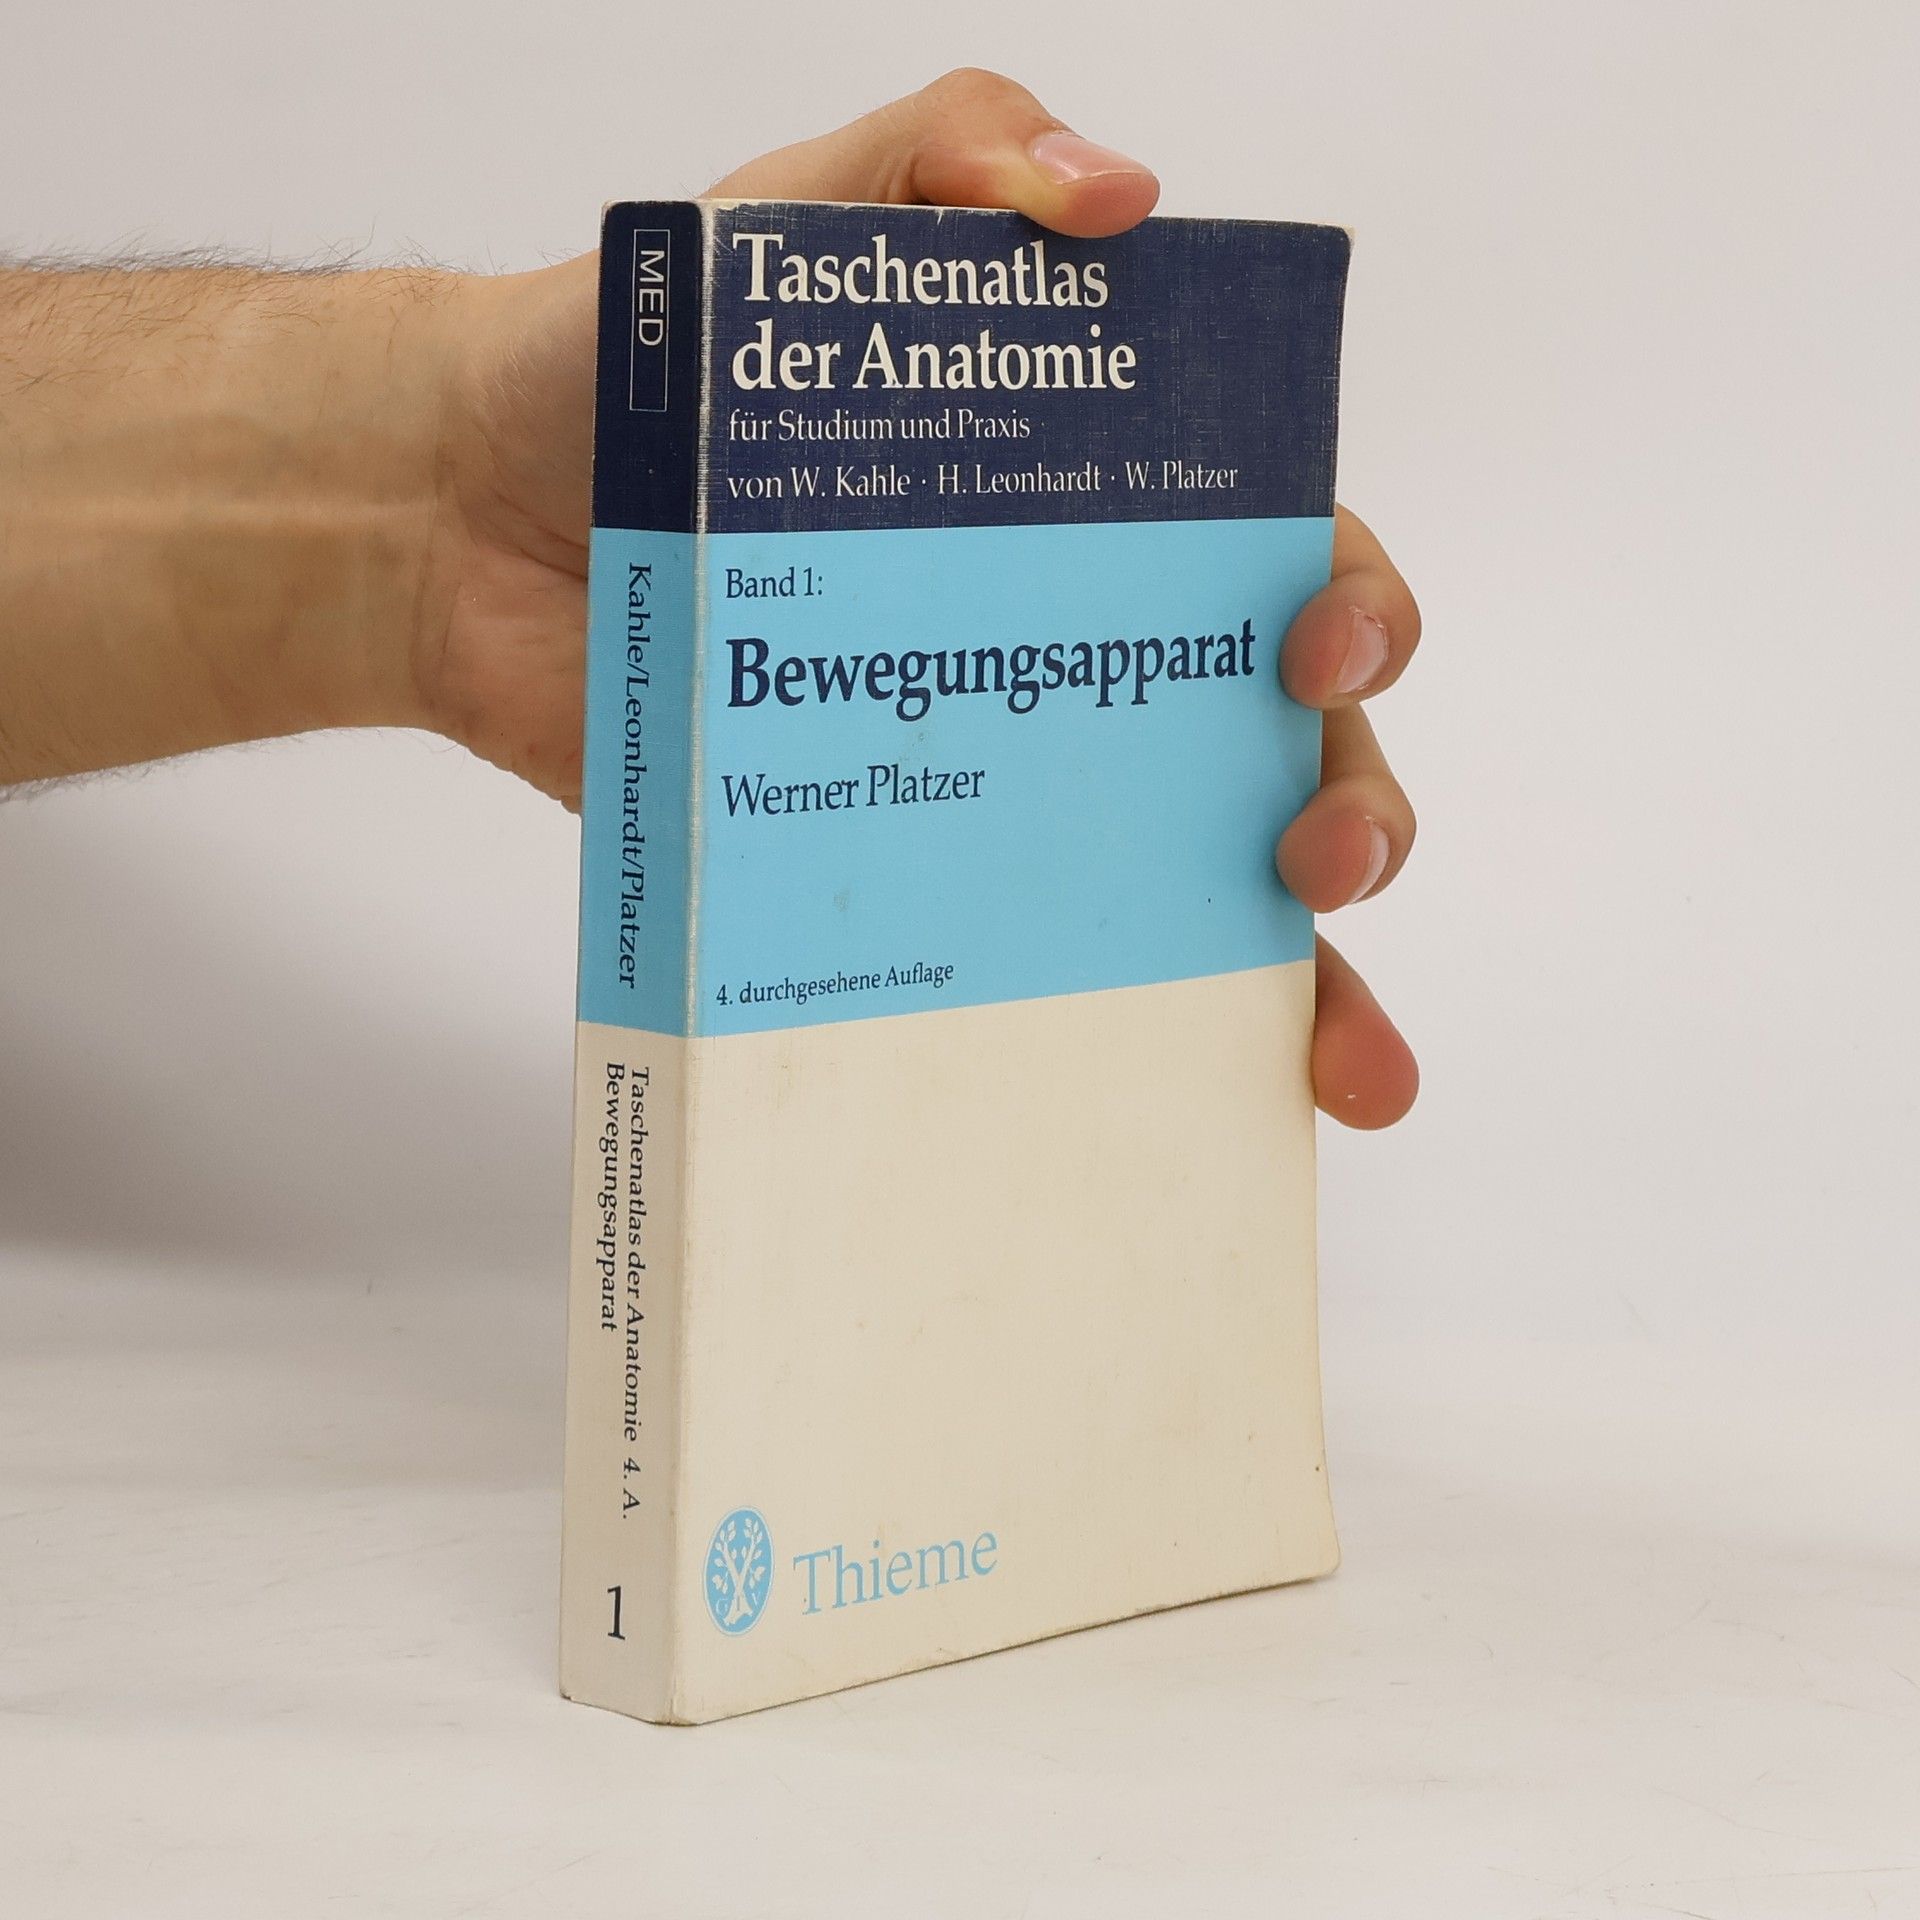 MED
Kahle/Leonhardt/Platzer
Taschenatlas der Anatomie 4. A.
Bewegungsapparat
1
Taschenatlas
der Anatomie
für Studium und Praxis
von W. Kahle · H. Leonhardt · W. Platzer
Band 1:
Bewegungsapparat
Werner Platzer
4. durchgesehene Auflage
Thieme